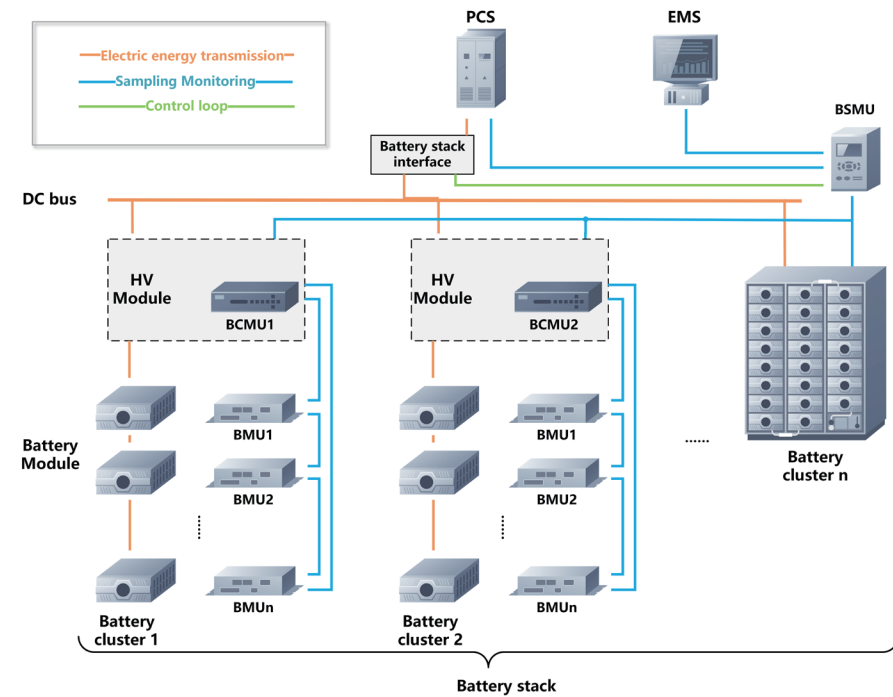 PCS
EMS
Electric energy transmission
Sampling Monitoring
Control loop
BSMU
Battery stack
interface
DC bus
HV
Module
BCMU1
HV
Module
BCMU2
Battery
Module
BMU1
BMU1
BMU2
BMU2
......
......
......
Battery
cluster n
BMUn
BMUn
Battery
cluster 1
Battery
cluster 2
Battery stack